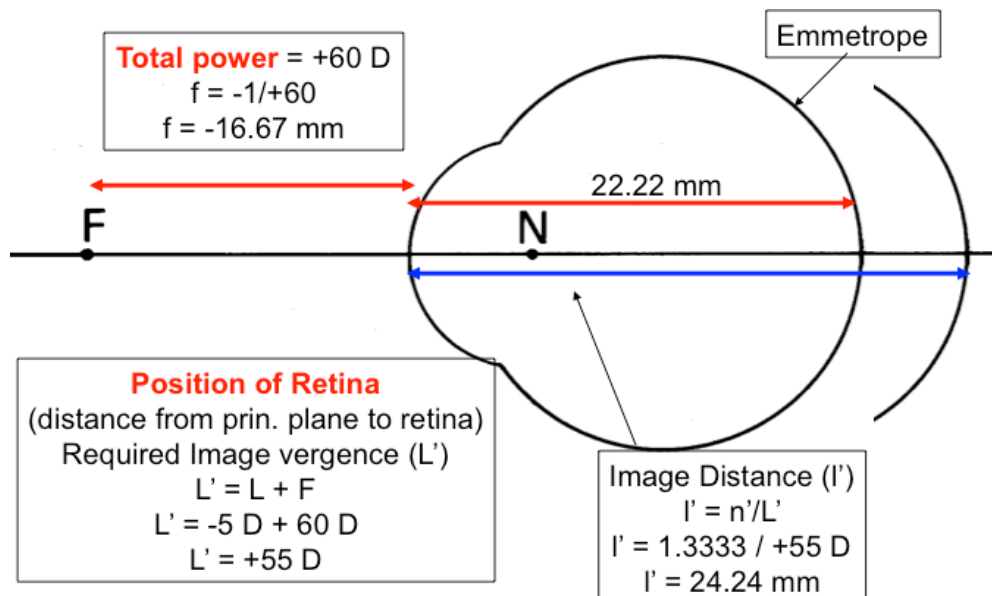 Total power = +60 D
f = -1/+60
f = -16.67 mm
Emmetrope
22.22 mm
F
N
Position of Retina
(distance from prin. plane to retina)
Required Image vergence (L’)
L’ = L + F
L’ = -5 D + 60 D
L’ = +55 D
Image Distance (l’)
l’ = n’/L’
l’ = 1.3333 / +55 D
l’ = 24.24 mm